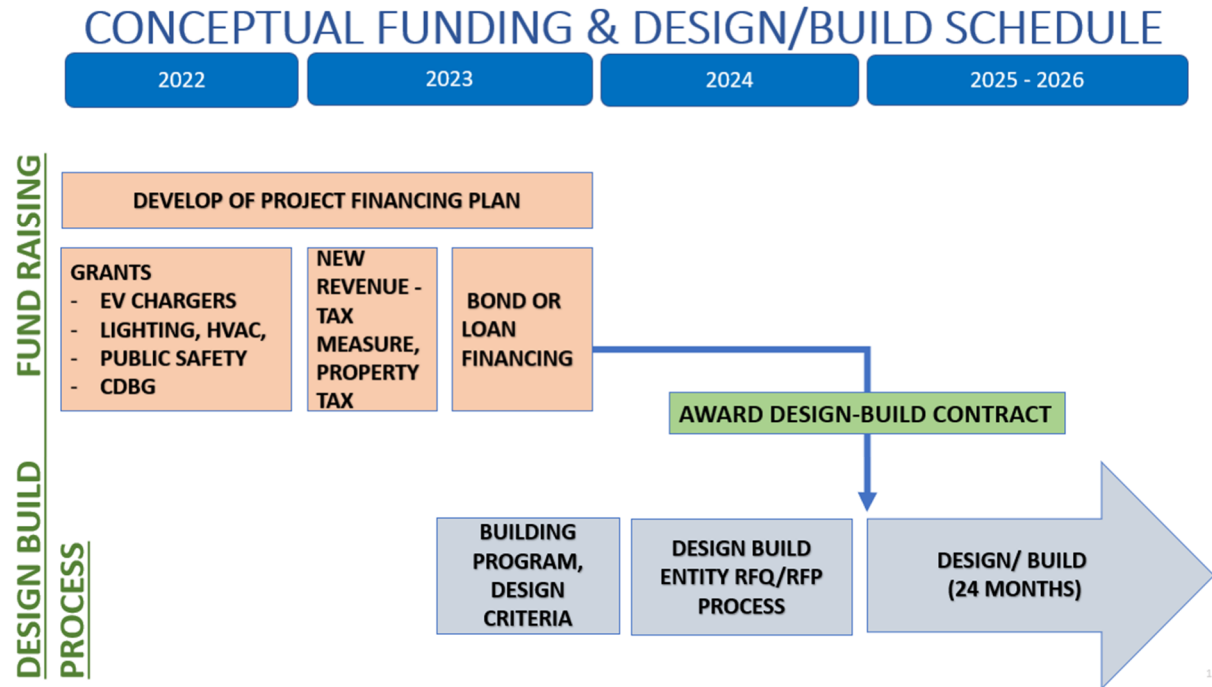 CONCEPTUAL FUNDING & DESIGN/BUILD SCHEDULE
2022
2023
2024
2025 - 2026
FUND RAISING
DEVELOP OF PROJECT FINANCING PLAN
GRANTS
- EV CHARGERS
- LIGHTING, HVAC,
- PUBLIC SAFETY
- CDBG
NEW
REVENUE -
TAX
MEASURE,
PROPERTY
TAX
BOND OR
LOAN
FINANCING
AWARD DESIGN-BUILD CONTRACT
DESIGN BUILD
PROCESS
BUILDING
PROGRAM,
DESIGN
CRITERIA
DESIGN BUILD
ENTITY RFQ/RFP
PROCESS
DESIGN/ BUILD
(24 MONTHS)
1